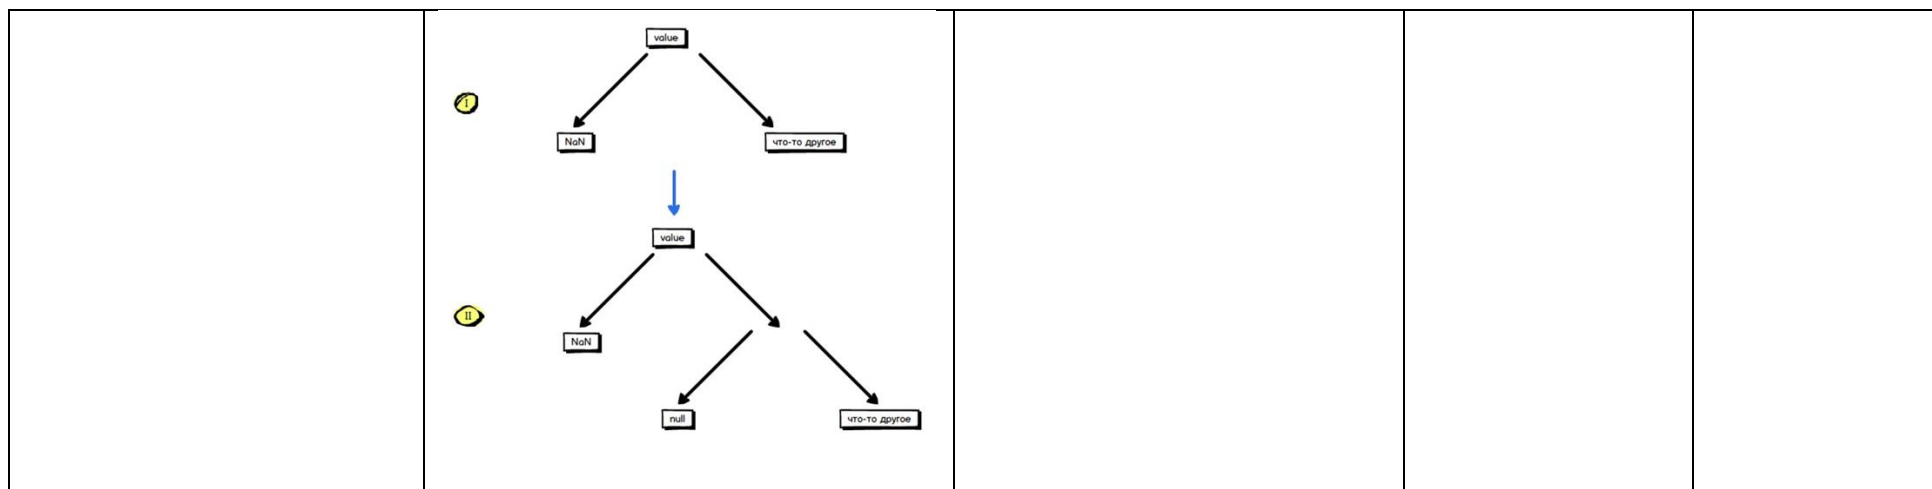 value
I
NaN
что-то другое
value
II
NaN
null
что-то другое